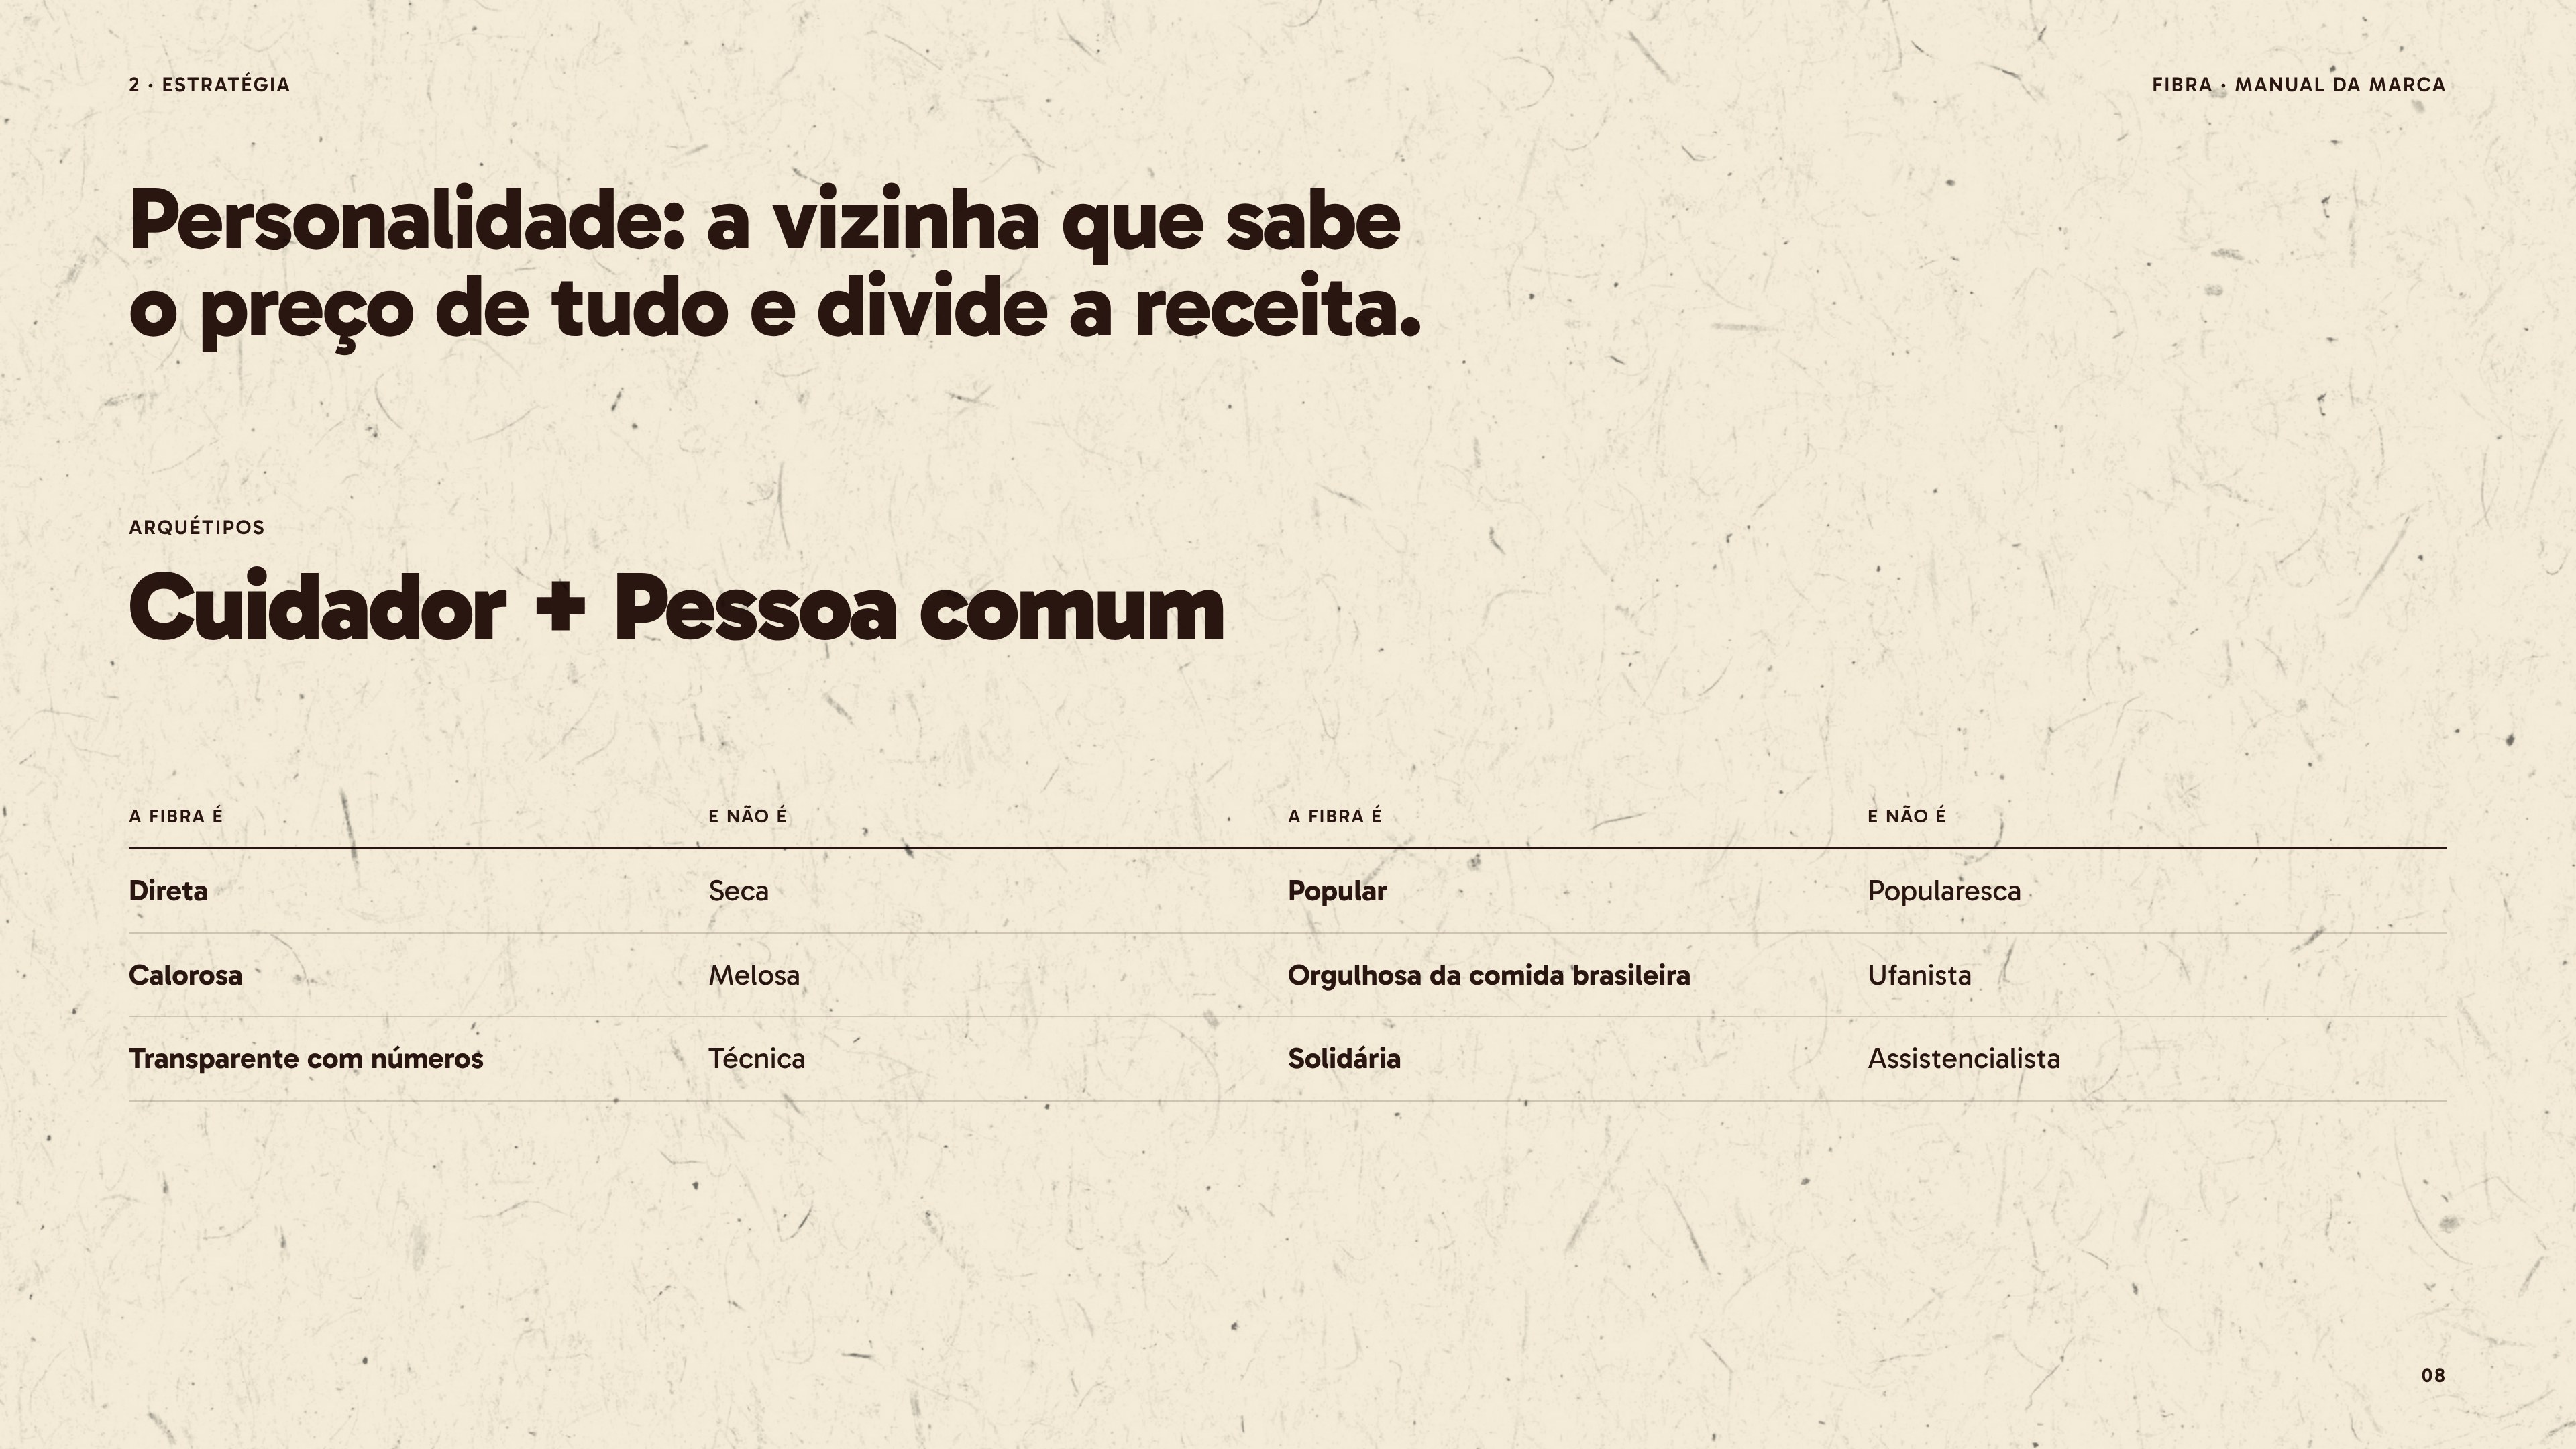 2 · ESTRATÉGIA
FIBRA · MANUAL DA MARCA
Personalidade: a vizinha que sabe
o preço de tudo e divide a receita.
ARQUÉTIPOS
Cuidador + Pessoa comum
A FIBRA É E NÃO É A FIBRA É E NÃO É
Direta Seca Popular Popularesca
Calorosa Melosa Orgulhosa da comida brasileira Ufanista
Transparente com números Técnica Solidária Assistencialista
08